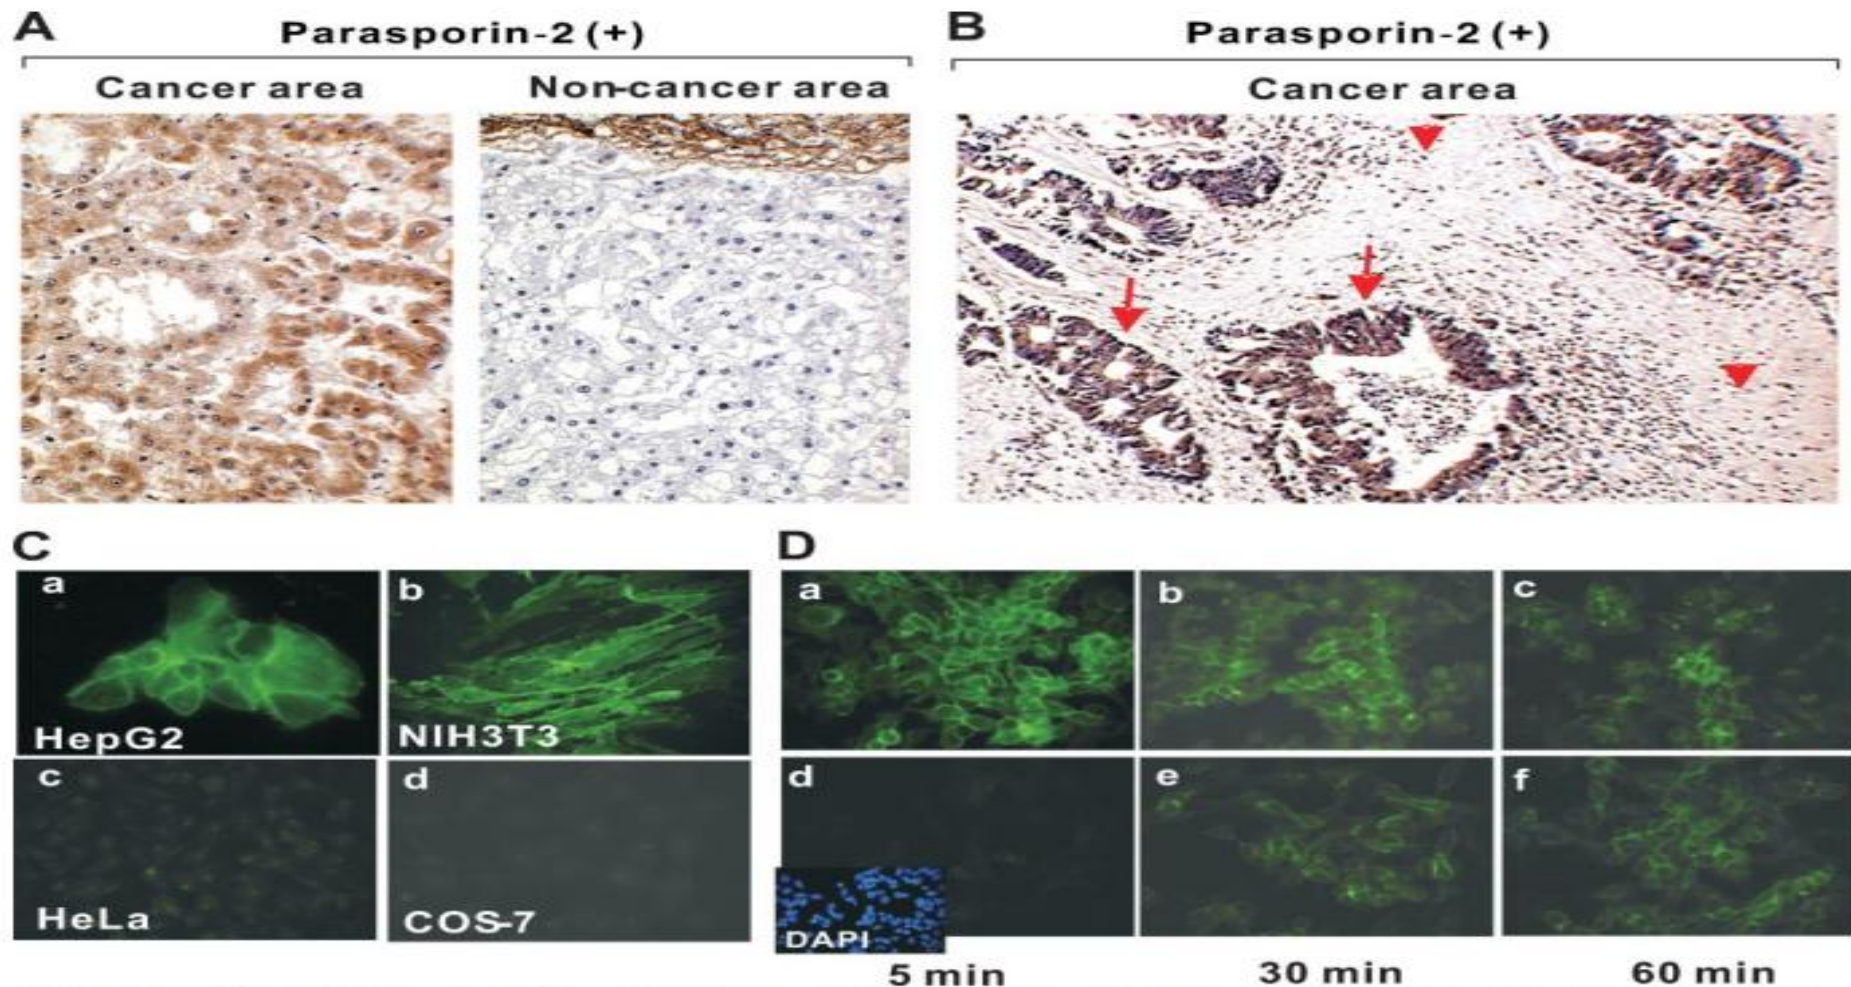 A
Parasporin-2 (+)
Cancer area
Non-cancer area
B
Parasporin-2 (+)
Cancer area
C
a
HepG2
b
NIH3T3
c
HeLa
d
COS-7
D
a
b
c
d
DAPI
e
f
5 min
30 min
60 min